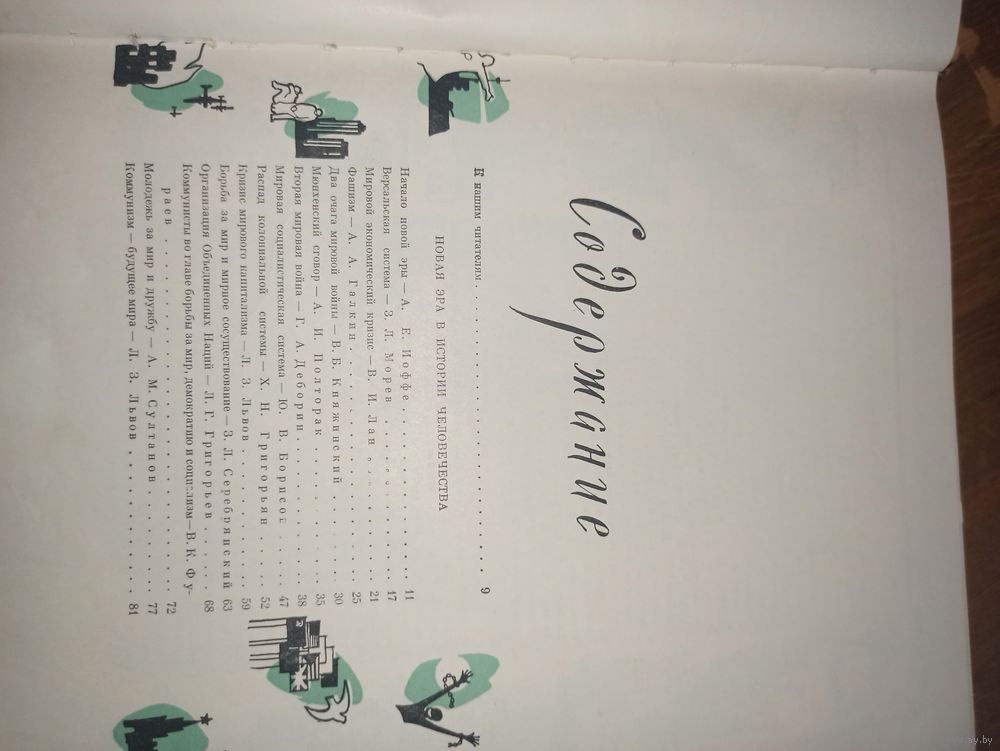 Содержание
К нашим читателям . . . . . . . . . . . . . . . . . . . . . 9
НОВАЯ ЭРА В ИСТОРИИ ЧЕЛОВЕЧЕСТВА
Начало новой эры — А. Е. Иоффе . . . . . . . . . . . . 11
Версальская система — З. Л. Морев . . . . . . . . . . 17
Мировой экономический кризис — В. И. Лан . . . . . . . . 21
Фашизм — А. А. Галкин . . . . . . . . . . . . . . . . 25
Два очага мировой войны — В. Б. Княжинский . . . . . . 30
Мюнхенский сговор — А. И. Полторак . . . . . . . . . . 35
Вторая мировая война — Г. А. Деборин . . . . . . . . . 38
Мировая социалистическая система — Ю. В. Борисов . . . . 47
Распад колониальной системы — Х. Н. Григорьян . . . . 52
Кризис мирового капитализма — Л. З. Львов . . . . . . . . 59
Борьба за мир и мирное сосуществование — З. Л. Серебрянский 63
Организация Объединенных Наций — Л. Г. Григорьев . . . . . 68
Коммунисты во главе борьбы за мир, демократию и социализм — В. К. Фу-
раев . . . . . . . . . . . . . . . . . . . . . . . . 72
Молодежь за мир и дружбу — А. М. Султанов . . . . . . . 77
Коммунизм — будущее мира — Л. З. Львов . . . . . . . . . . 81